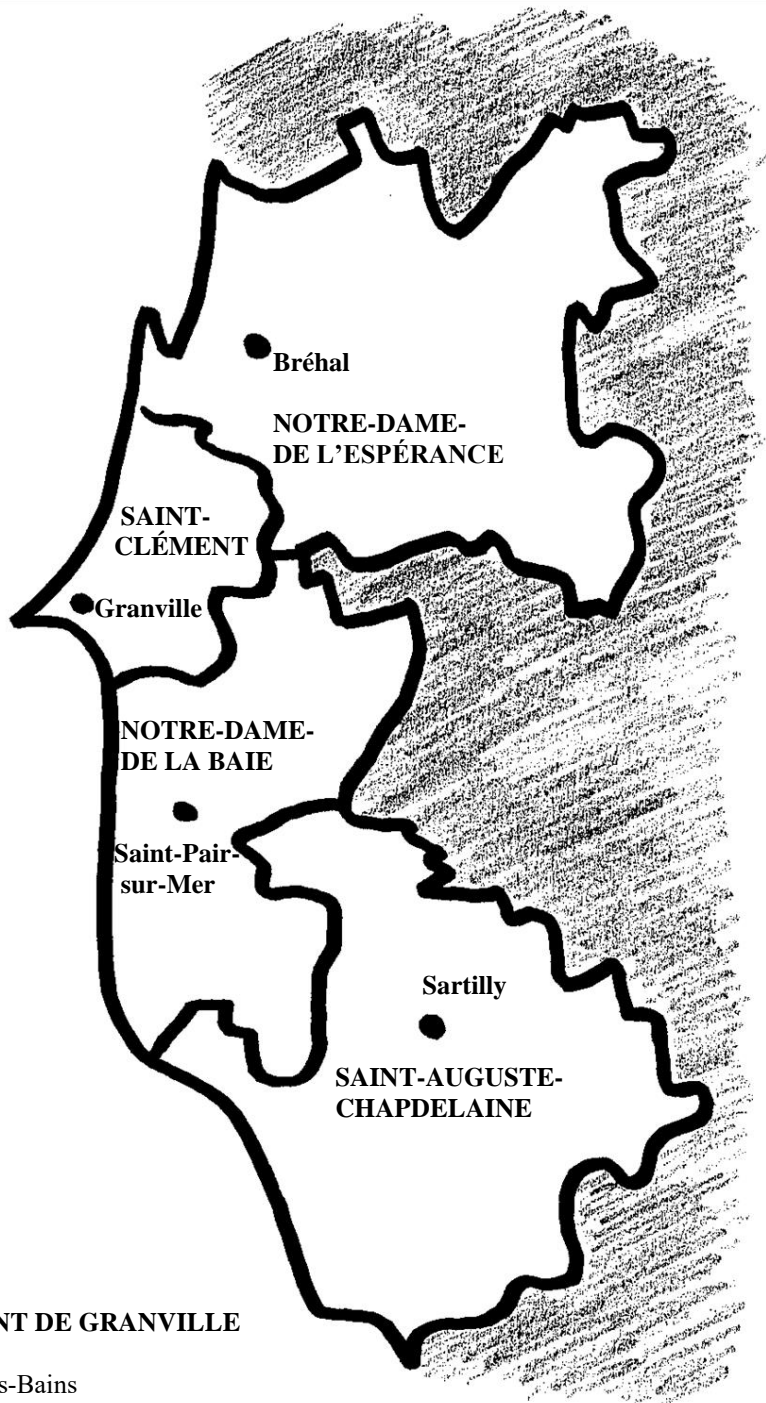 Bréhal
NOTRE-DAME-
DE L’ESPÉRANCE
SAINT-
CLÉMENT
Granville
NOTRE-DAME-
DE LA BAIE
Saint-Pair-
sur-Mer
Sartilly
SAINT-AUGUSTE-
CHAPDELAINE
NT DE GRANVILLE
s-Bains